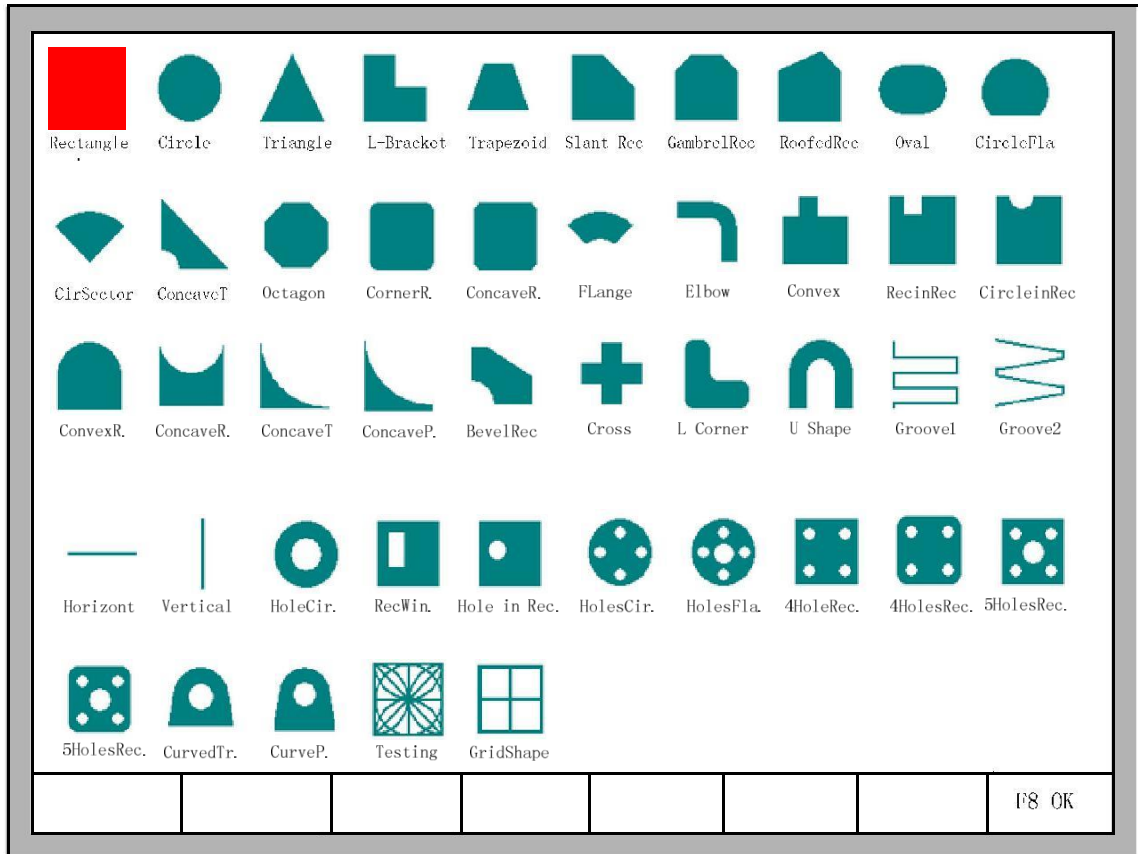 Rectangle Circle Triangle L-Bracket Trapezoid Slant Rec GambrelRec RoofedRec Oval CircleFla
CirSector ConcaveT Octagon CornerR. ConcaveR. FLange Elbow Convex RecinRec CircleinRec
ConvexR. ConcaveR. ConcaveT ConcaveP. BevelRec Cross L Corner U Shape Groove1 Groove2
Horizont Vertical HoleCir. RecWin. Hole in Rec. HolesCir. HolesFla. 4HoleRec. 4HolesRec. 5HolesRec.
5HolesRec. CurvedTr. CurveP. Testing GridShape
F8 OK